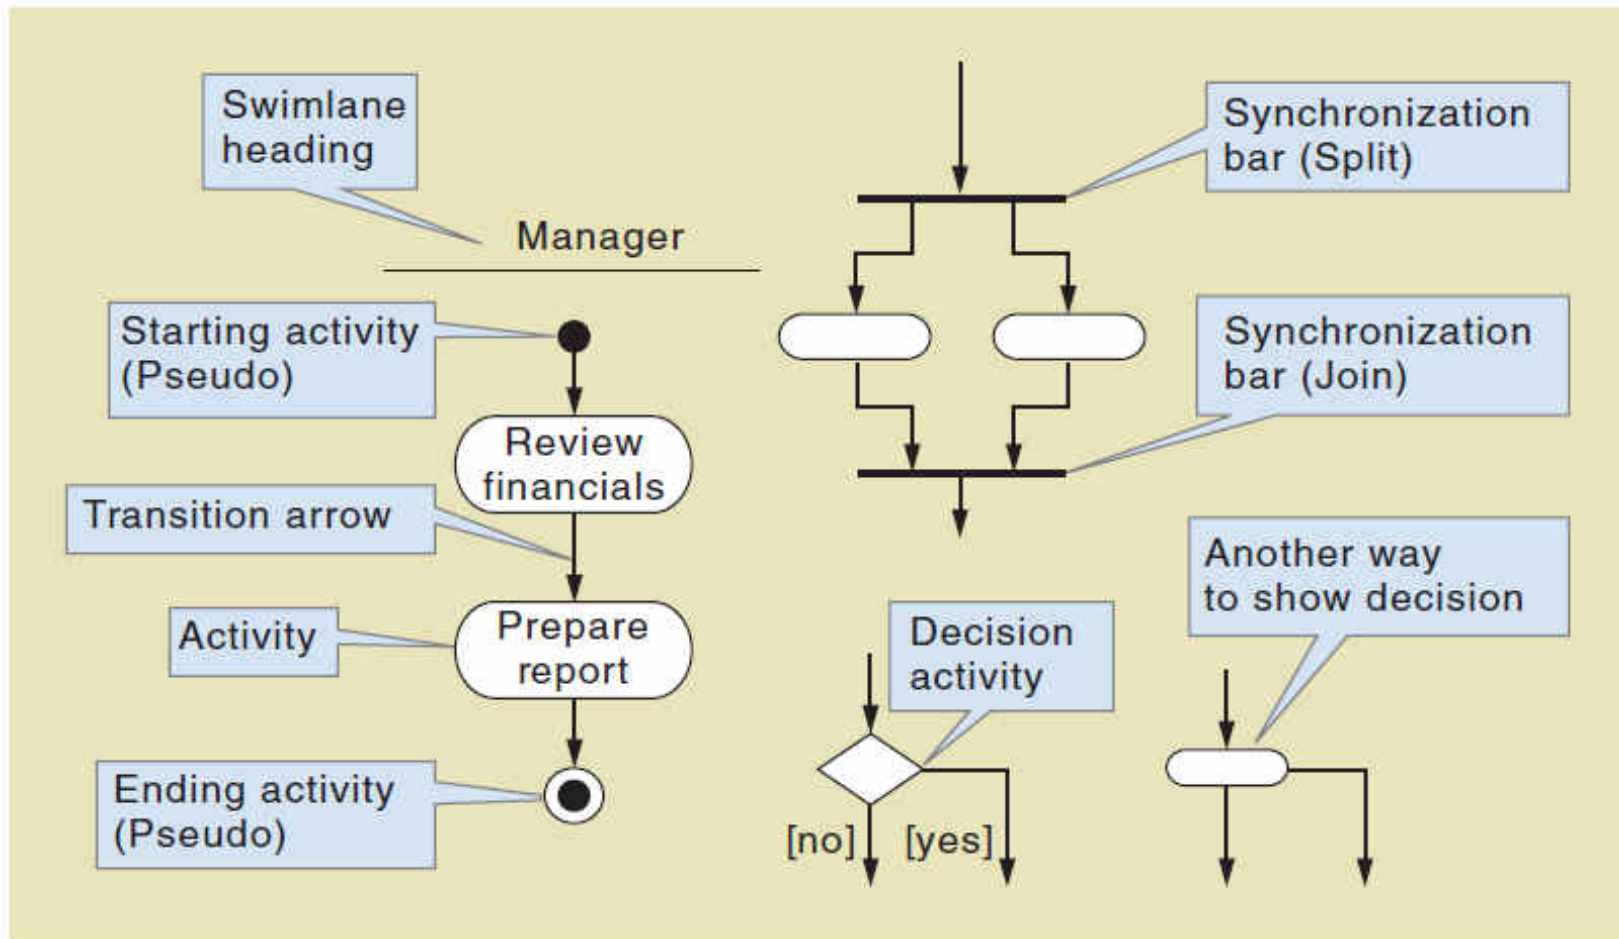 Swimlane
heading
Manager
Starting activity
(Pseudo)
Review
financials
Transition arrow
Activity
Prepare
report
Ending activity
(Pseudo)
Synchronization
bar (Split)
Synchronization
bar (Join)
Another way
to show decision
Decision
activity
[no]
[yes]